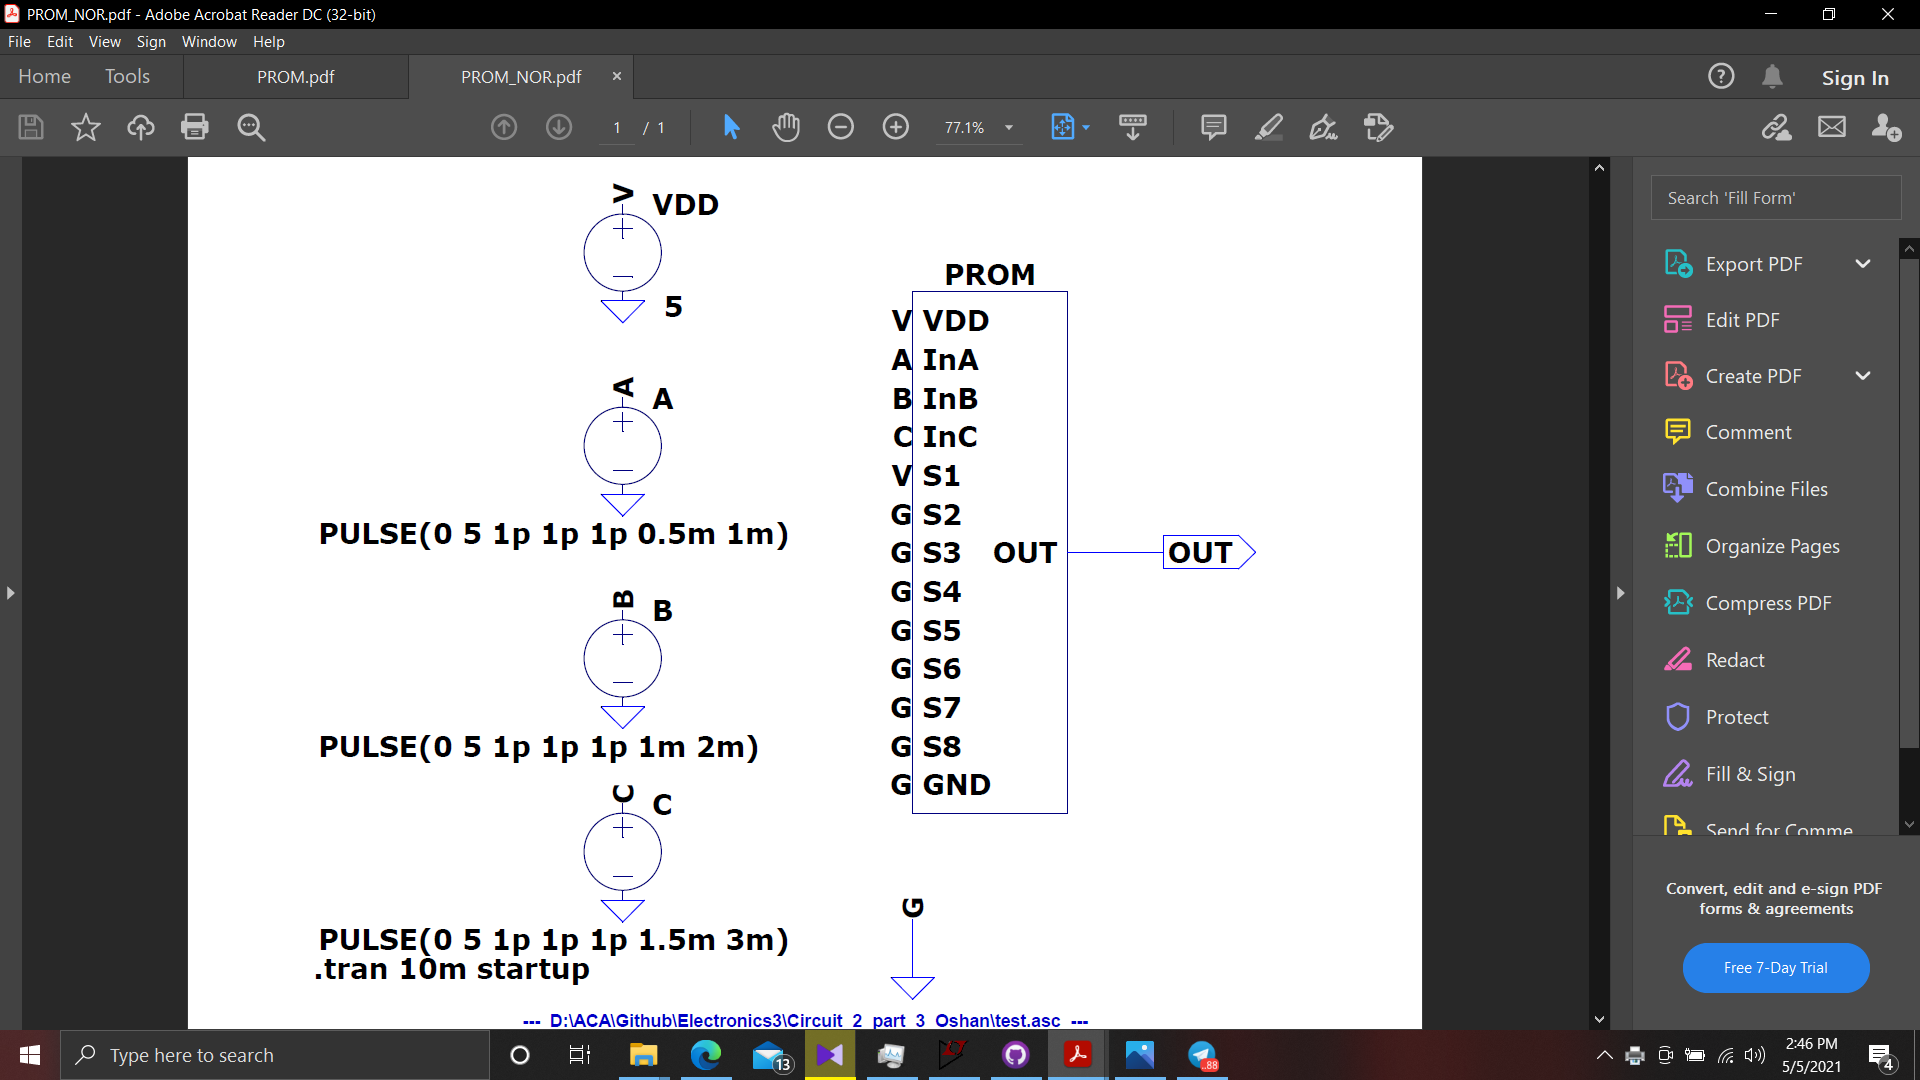 PROM_NOR.pdf - Adobe Acrobat Reader DC (32-bit)
File Edit View Sign Window Help
Home Tools PROM.pdf PROM_NOR.pdf × Sign In
1 / 1 77.1%
V VDD
5
A A
PULSE(0 5 1p 1p 1p 0.5m 1m)
B B
PULSE(0 5 1p 1p 1p 1m 2m)
C C
PULSE(0 5 1p 1p 1p 1.5m 3m)
.tran 10m startup
PROM
V VDD
A InA
B InB
C InC
V S1
G S2
G S3 OUT OUT
G S4
G S5
G S6
G S7
G S8
G GND
G
--- D:\ACA\Github\Electronics3\Circuit_2_part_3_Oshan\test.asc ---
Search 'Fill Form'
Export PDF
Edit PDF
Create PDF
Comment
Combine Files
Organize Pages
Compress PDF
Redact
Protect
Fill & Sign
Send for Comme
Convert, edit and e-sign PDF
forms & agreements
Free 7-Day Trial
Type here to search
13
..88
2:46 PM
5/5/2021
4